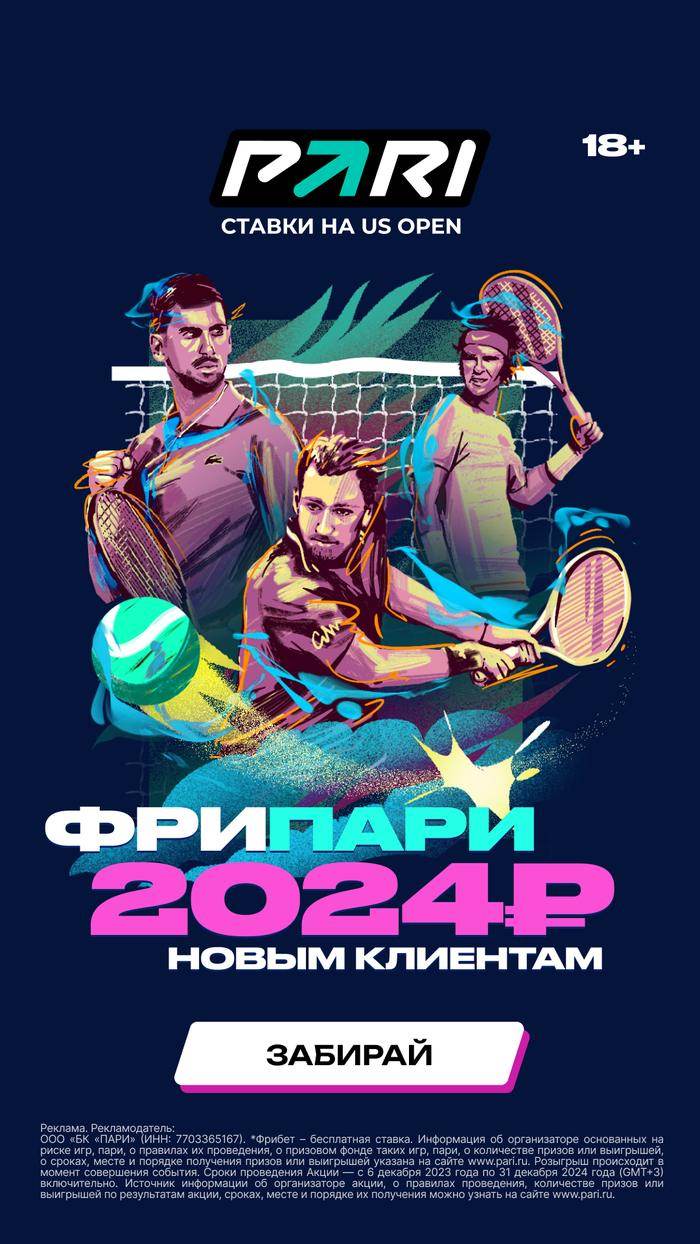 PARI
18+
СТАВКИ НА US OPEN
ФРИПАРИ
2024₽
НОВЫМ КЛИЕНТАМ
ЗАБИРАЙ
Реклама. Рекламодатель:
ООО «БК «ПАРИ» (ИНН: 7703365167). *Фрибет – бесплатная ставка. Информация об организаторе основанных на
риске игр, пари, о правилах их проведения, о призовом фонде таких игр, пари, о количестве призов или выигрышей,
о сроках, месте и порядке получения призов или выигрышей указана на сайте www.pari.ru. Розыгрыш происходит в
момент совершения события. Сроки проведения Акции — с 6 декабря 2023 года по 31 декабря 2024 года (GMT+3)
включительно. Источник информации об организаторе акции, о правилах проведения, количестве призов или
выигрышей по результатам акции, сроках, месте и порядке их получения можно узнать на сайте www.pari.ru.